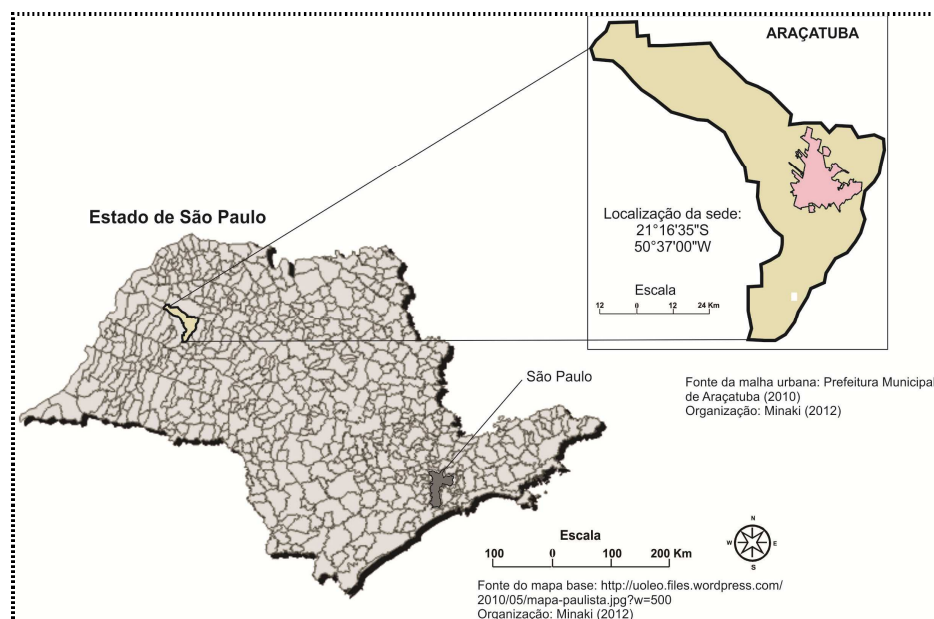 ARAÇATUBA
Estado de São Paulo
Localização da sede:
21°16'35"S
50°37'00"W
Escala
12 0 12 24 Km
São Paulo
Fonte da malha urbana: Prefeitura Municipal
de Araçatuba (2010)
Organização: Minaki (2012)
Escala
100 0 100 200 Km
N
W E
S
Fonte do mapa base: http://uoleo.files.wordpress.com/
2010/05/mapa-paulista.jpg?w=500
Organização: Minaki (2012)